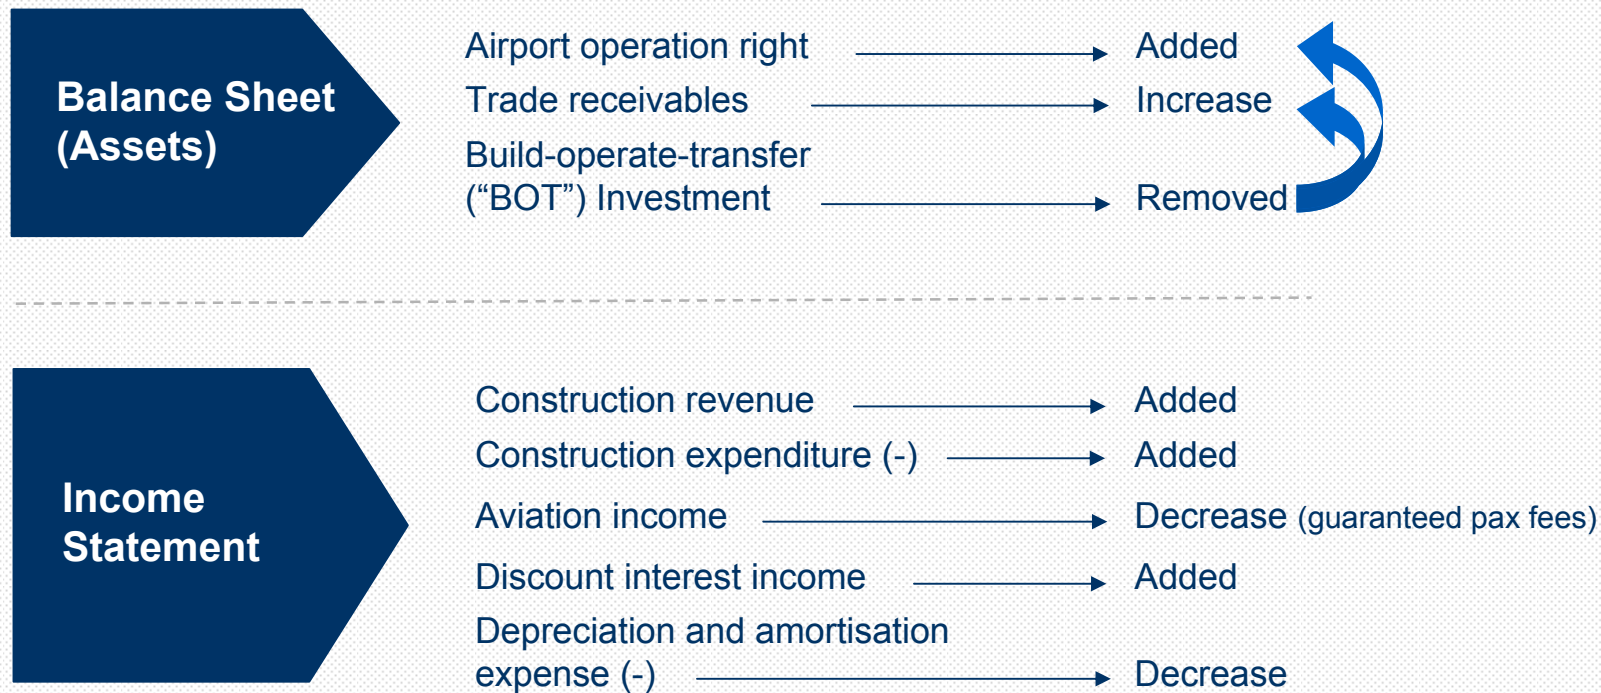 Balance Sheet
(Assets)
Airport operation right Added
Trade receivables Increase
Build-operate-transfer
(“BOT”) Investment Removed
Income
Statement
Construction revenue Added
Construction expenditure (-) Added
Aviation income Decrease (guaranteed pax fees)
Discount interest income Added
Depreciation and amortisation
expense (-) Decrease